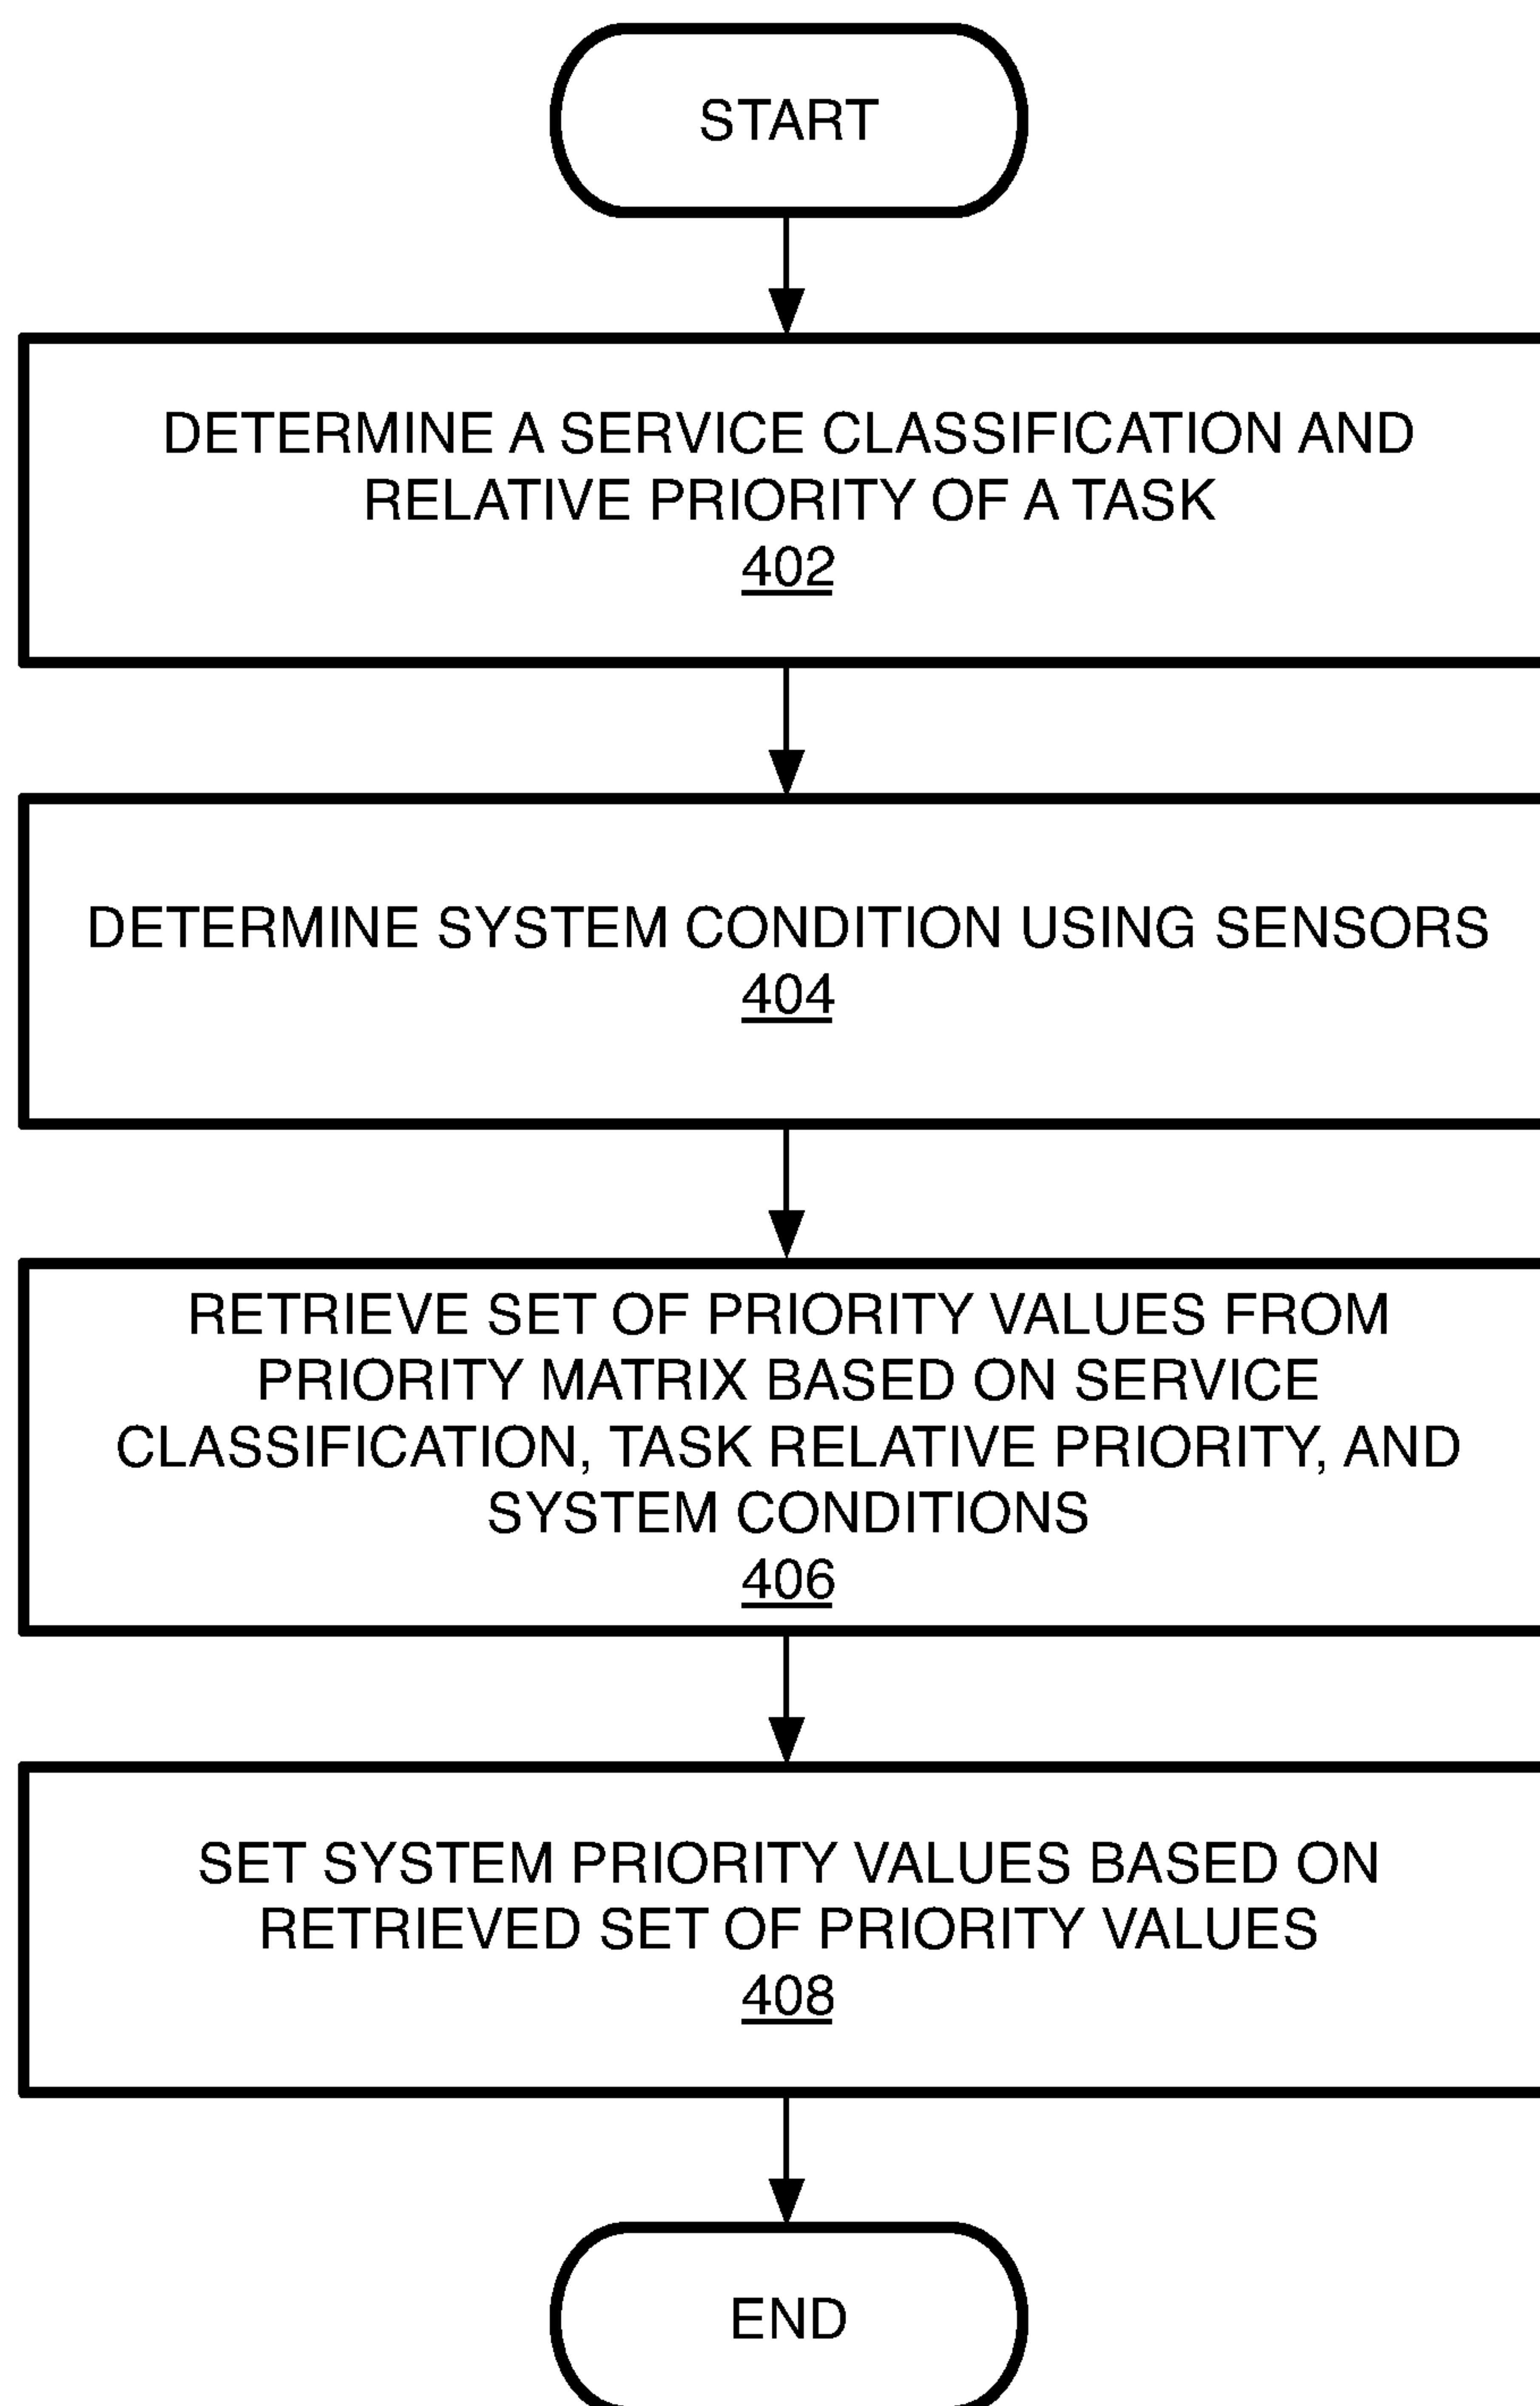 START
DETERMINE A SERVICE CLASSIFICATION AND
RELATIVE PRIORITY OF A TASK
402
DETERMINE SYSTEM CONDITION USING SENSORS
404
RETRIEVE SET OF PRIORITY VALUES FROM
PRIORITY MATRIX BASED ON SERVICE
CLASSIFICATION, TASK RELATIVE PRIORITY, AND
SYSTEM CONDITIONS
406
SET SYSTEM PRIORITY VALUES BASED ON
RETRIEVED SET OF PRIORITY VALUES
408
END